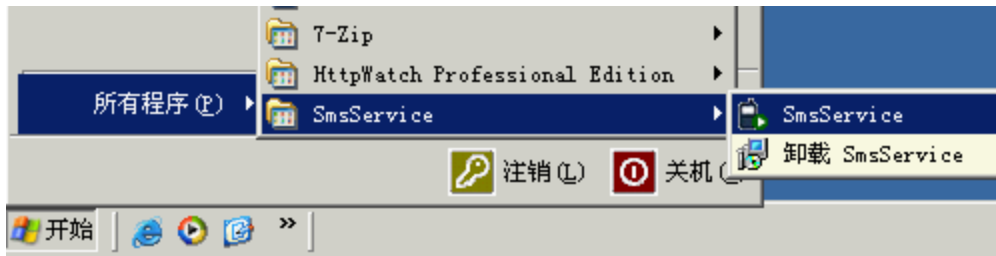 7-Zip
HttpWatch Professional Edition
所有程序(P)
SmsService
SmsService
卸载 SmsService
注销(L)
关机(
开始
»